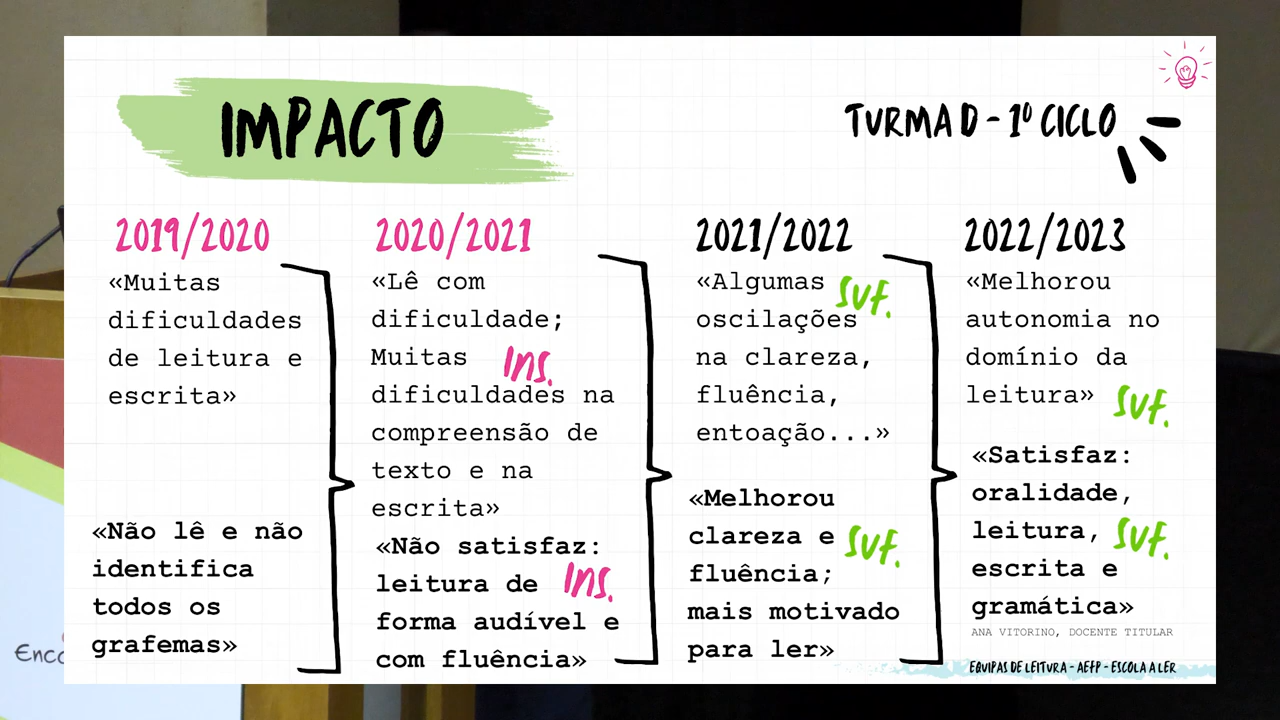 IMPACTO
TURMA D - 1º CICLO
2019/2020
«Muitas
dificuldades
de leitura e
escrita»
«Não lê e não
identifica
todos os
grafemas»
2020/2021
«Lê com
dificuldade;
Muitas
Ins.
dificuldades na
compreensão de
texto e na
escrita»
«Não satisfaz:
leitura de
Ins.
forma audível e
com fluência»
2021/2022
«Algumas
Suf.
oscilações
na clareza,
fluência,
entoação...»
«Melhorou
clareza e
Suf.
fluência;
mais motivado
para ler»
2022/2023
«Melhorou
autonomia no
domínio da
leitura»
Suf.
«Satisfaz:
oralidade,
leitura,
Suf.
escrita e
gramática»
ANA VITORINO, DOCENTE TITULAR
EQUIPAS DE LEITURA - AEFP - ESCOLA A LER